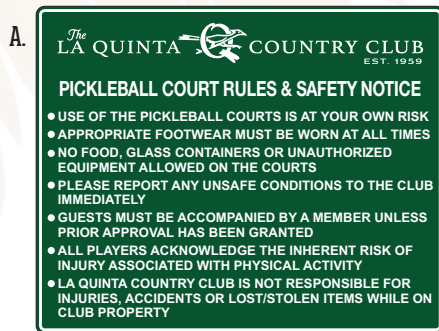 A.
The
LA QUINTA COUNTRY CLUB
EST. 1959
PICKLEBALL COURT RULES & SAFETY NOTICE
● USE OF THE PICKLEBALL COURTS IS AT YOUR OWN RISK
● APPROPRIATE FOOTWEAR MUST BE WORN AT ALL TIMES
● NO FOOD, GLASS CONTAINERS OR UNAUTHORIZED
EQUIPMENT ALLOWED ON THE COURTS
● PLEASE REPORT ANY UNSAFE CONDITIONS TO THE CLUB
IMMEDIATELY
● GUESTS MUST BE ACCOMPANIED BY A MEMBER UNLESS
PRIOR APPROVAL HAS BEEN GRANTED
● ALL PLAYERS ACKNOWLEDGE THE INHERENT RISK OF
INJURY ASSOCIATED WITH PHYSICAL ACTIVITY
● LA QUINTA COUNTRY CLUB IS NOT RESPONSIBLE FOR
INJURIES, ACCIDENTS OR LOST/STOLEN ITEMS WHILE ON
CLUB PROPERTY